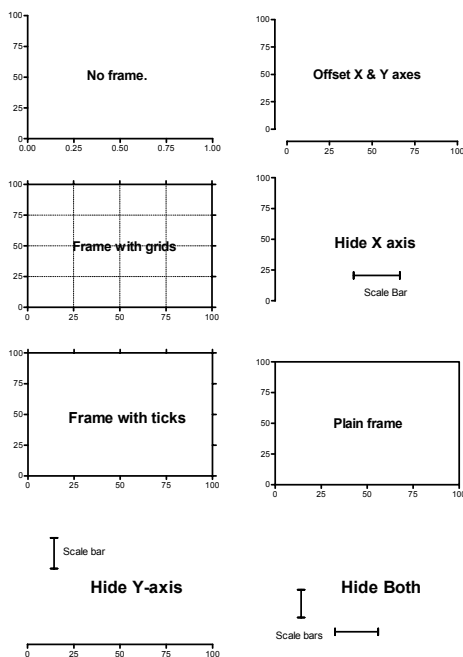 100
75
50
25
0
No frame.
0.00 0.25 0.50 0.75 1.00
100
75
50
25
0
Offset X & Y axes
0 25 50 75 100
100
75
50
25
0
Frame with grids
0 25 50 75 100
100
75
50
25
0
Hide X axis
Scale Bar
100
75
50
25
0
Frame with ticks
0 25 50 75 100
100
75
50
25
0
Plain frame
0 25 50 75 100
Scale bar
Hide Y-axis
0 25 50 75 100
Hide Both
Scale bars